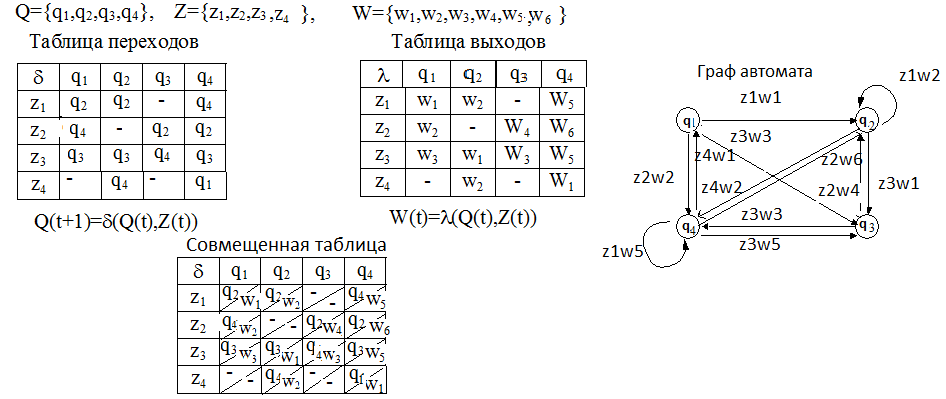 Q={q₁,q₂,q₃,q₄}, Z={z₁,z₂,z₃,z₄ }, W={w₁,w₂,w₃,w₄,w₅,w₆ }
Таблица переходов
δ q₁ q₂ q₃ q₄
z₁ q₂ q₂ - q₄
z₂ q₄ - q₂ q₂
z₃ q₃ q₃ q₄ q₃
z₄ - q₄ - q₁
Q(t+1)=δ(Q(t),Z(t))
Таблица выходов
λ q₁ q₂ q₃ q₄
z₁ w₁ w₂ - W₅
z₂ w₂ - W₄ W₆
z₃ w₃ w₁ W₃ W₅
z₄ - w₂ - W₁
W(t)=λ(Q(t),Z(t))
Граф автомата
z1w2
z1w1
q₁
q₂
z3w3
z4w1
z2w6
z2w2
z4w2
z2w4
z3w1
z3w3
q₄
q₃
z1w5
z3w5
Совмещенная таблица
δ q₁ q₂ q₃ q₄
z₁ q₂ w₁ q₂ w₂ - - q₄ w₅
z₂ q₄ w₂ - - q₂ w₄ q₂ w₆
z₃ q₃ w₃ q₃ w₁ q₄ w₃ q₃ w₅
z₄ - - q₄ w₂ - - q₁ w₁